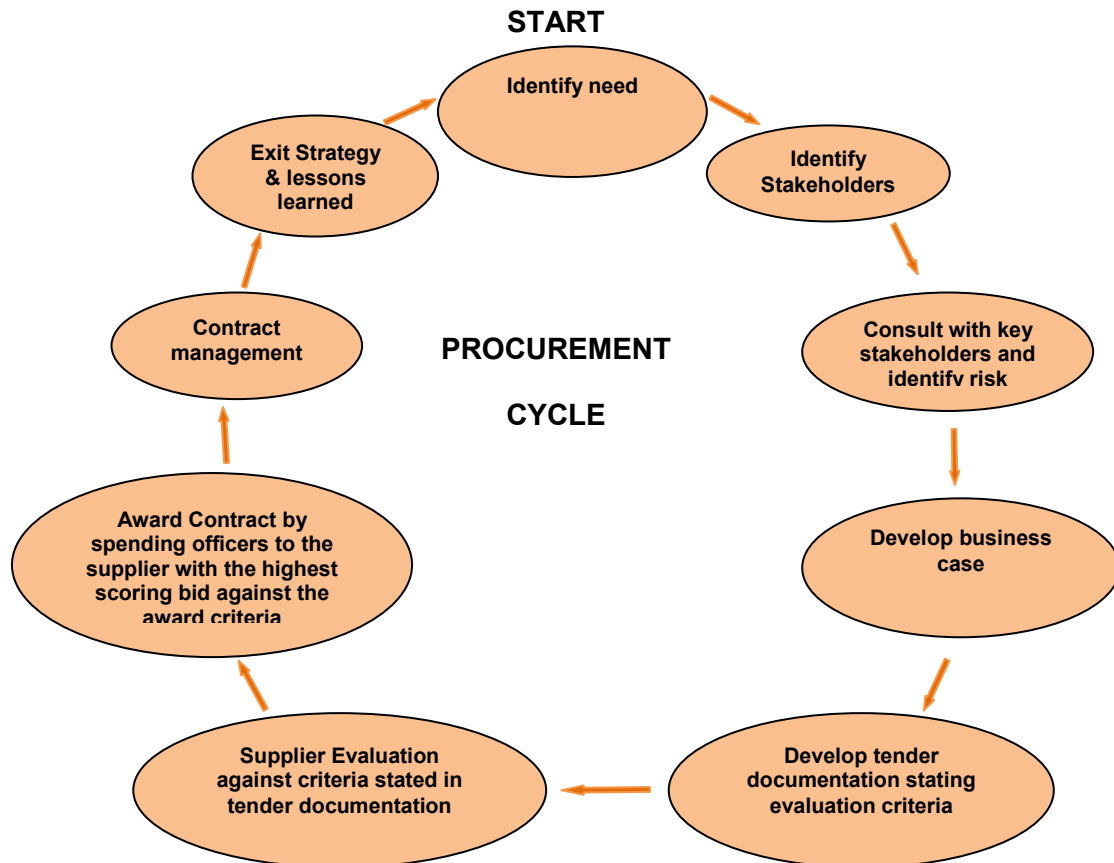 START
Identify need
Identify
Stakeholders
Consult with key
stakeholders and
identify risk
Develop business
case
Develop tender
documentation stating
evaluation criteria
Supplier Evaluation
against criteria stated in
tender documentation
Award Contract by
spending officers to the
supplier with the highest
scoring bid against the
award criteria
Contract
management
Exit Strategy
& lessons
learned
PROCUREMENT
CYCLE